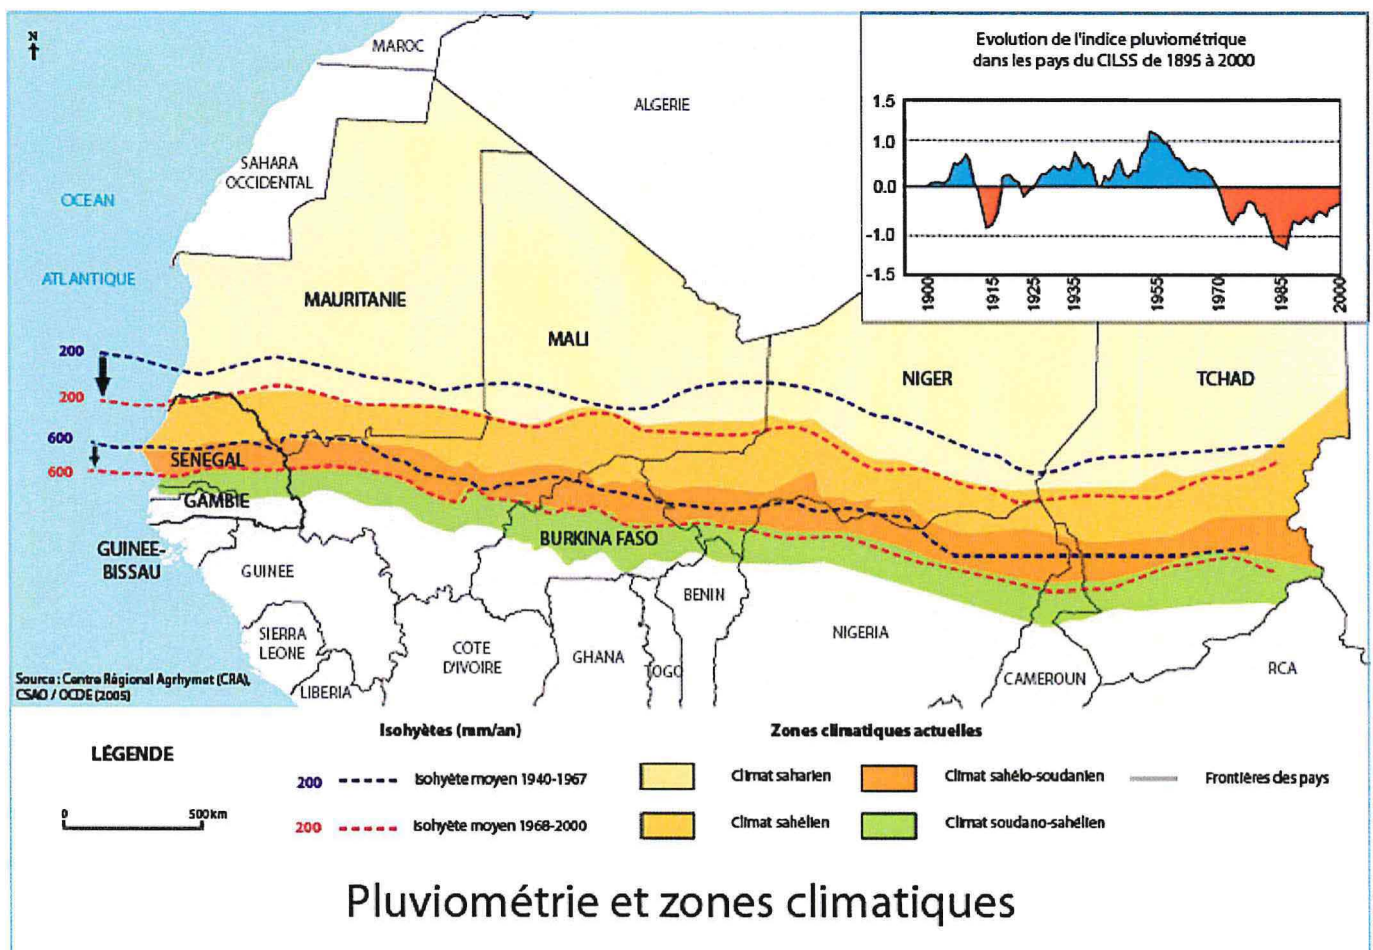 N
MAROC
ALGERIE
SAHARA
OCCIDENTAL
OCEAN
ATLANTIQUE
MAURITANIE
MALI
NIGER
TCHAD
200
200
600
600
SENEGAL
GAMBIE
GUINEE-
BISSAU
GUINEE
SIERRA
LEONE
LIBERIA
COTE
D'IVOIRE
BURKINA FASO
GHANA
TOGO
BENIN
NIGERIA
CAMEROUN
RCA
Evolution de l'indice pluviométrique
dans les pays du CILSS de 1895 à 2000
1.5
1.0
0.0
-1.0
-1.5
1900
1915
1925
1935
1955
1970
1985
2000
Source : Centre Régional Agrhymet (CRA),
CSAO / OCDE (2005)
LÉGENDE
0 500 km
Isohyètes (mm/an)
200 Isohyète moyen 1940-1967
200 Isohyète moyen 1968-2000
Zones climatiques actuelles
Climat saharien
Climat sahélien
Climat sahélo-soudanien
Climat soudano-sahélien
Frontières des pays
Pluviométrie et zones climatiques